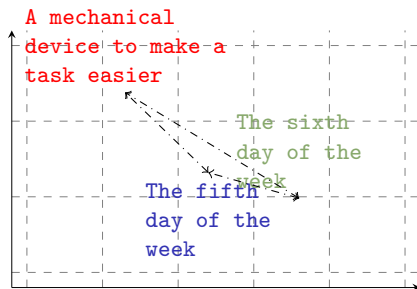 A mechanical
device to make a
task easier
The sixth
day of the
week
The fifth
day of the
week